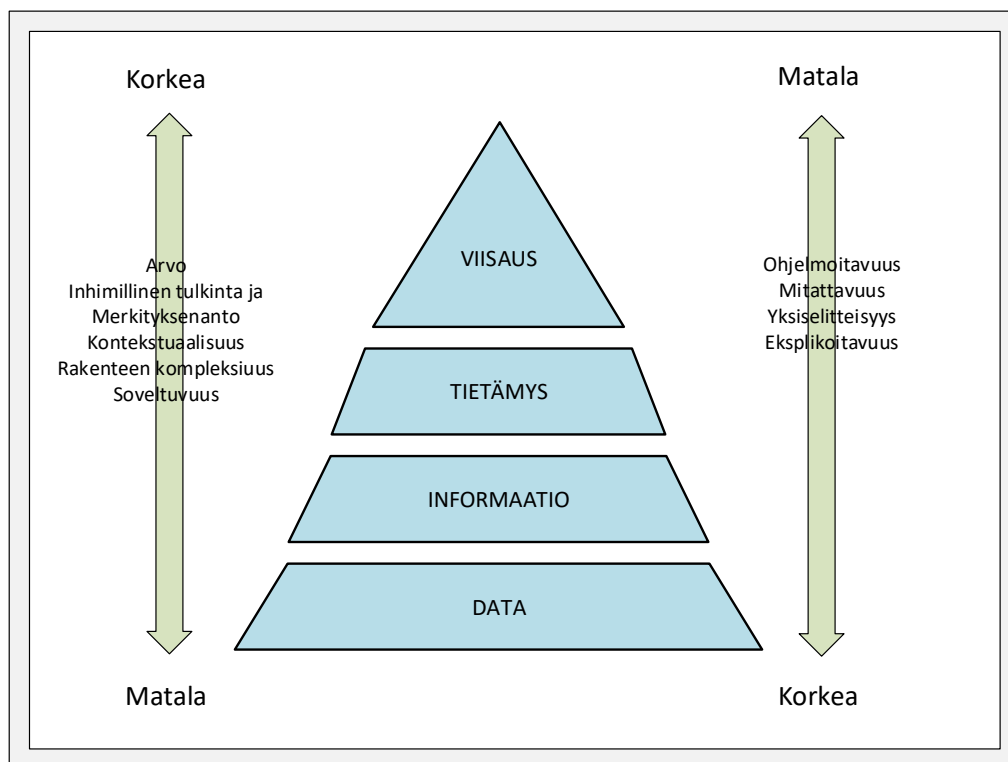 Korkea
Matala
Arvo
Inhimillinen tulkinta ja
Merkityksenanto
Kontekstuaalisuus
Rakenteen kompleksiuus
Soveltuvuus
VIISAUS
TIETÄMYS
INFORMAATIO
DATA
Ohjelmoitavuus
Mitattavuus
Yksiselitteisyys
Eksplikoitavuus
Matala
Korkea